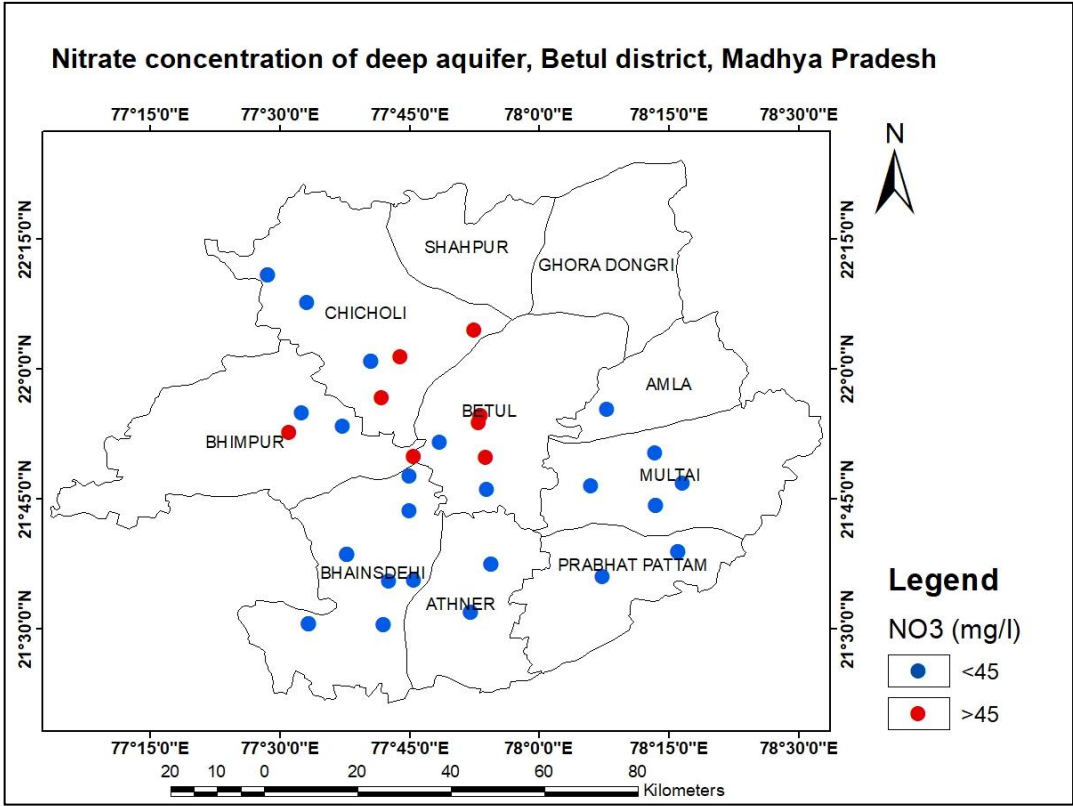 Nitrate concentration of deep aquifer, Betul district, Madhya Pradesh
77°15'0"E 77°30'0"E 77°45'0"E 78°0'0"E 78°15'0"E 78°30'0"E
N
22°15'0"N
22°15'0"N
SHAHPUR
GHORA DONGRI
CHICHOLI
22°0'0"N
22°0'0"N
AMLA
BETUL
BHIMPUR
MULTAI
21°45'0"N
21°45'0"N
PRABHAT PATTAM
BHAINSDEHI
ATHNER
21°30'0"N
21°30'0"N
Legend
NO3 (mg/l)
<45
>45
77°15'0"E 77°30'0"E 77°45'0"E 78°0'0"E 78°15'0"E 78°30'0"E
20 10 0 20 40 60 80
Kilometers